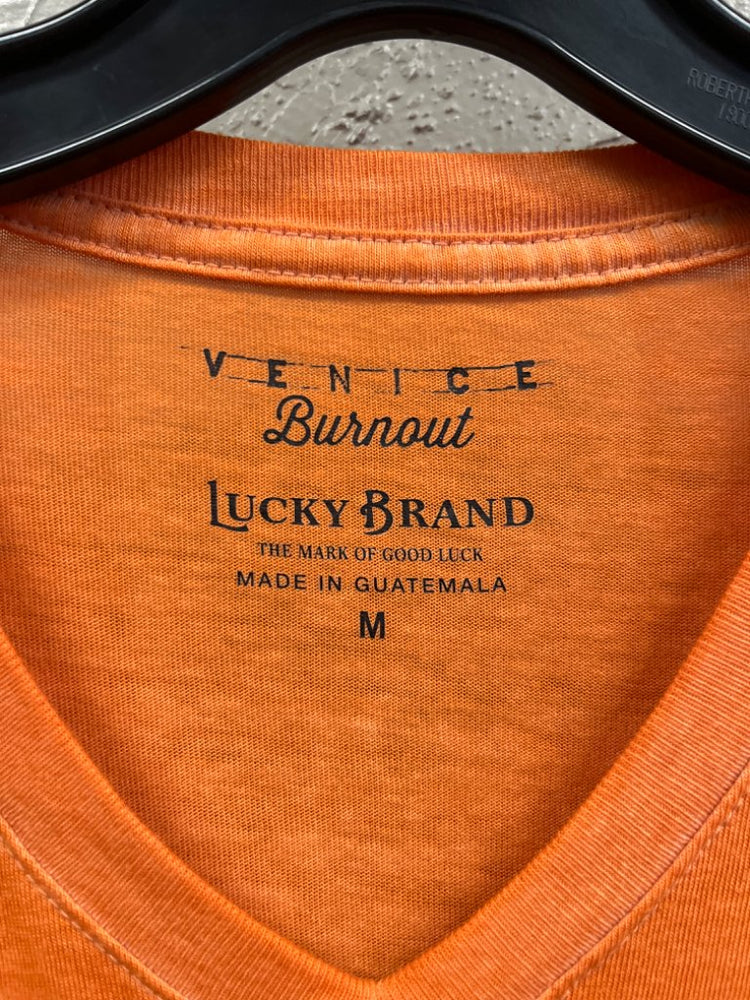 VENICE
Burnout
LUCKY BRAND
THE MARK OF GOOD LUCK
MADE IN GUATEMALA
M